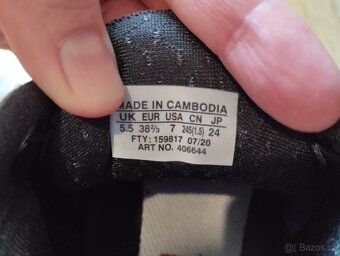 MADE IN CAMBODIA
UK EUR USA CN JP
5.5 38⅔ 7 245(1.5) 24
FTY: 159817 07/20
ART NO. 406644
Bazos.cz